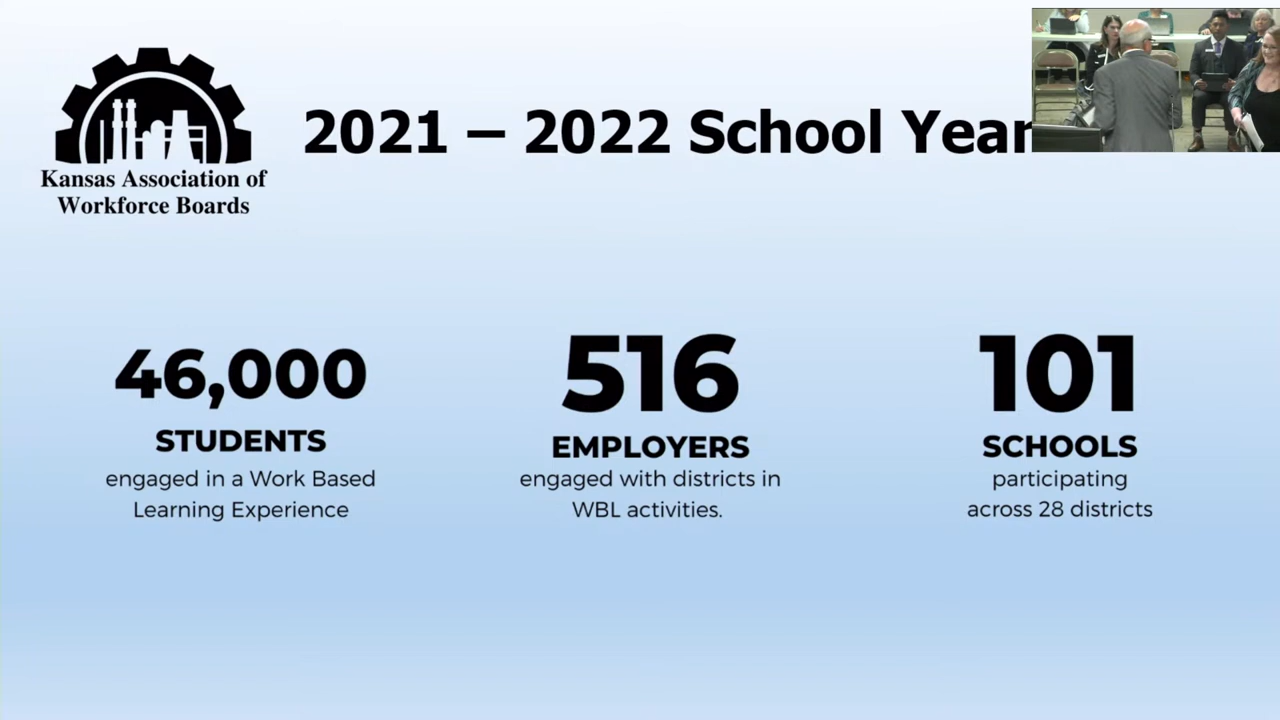 Kansas Association of
Workforce Boards
2021 – 2022 School Year
46,000
STUDENTS
engaged in a Work Based
Learning Experience
516
EMPLOYERS
engaged with districts in
WBL activities.
101
SCHOOLS
participating
across 28 districts